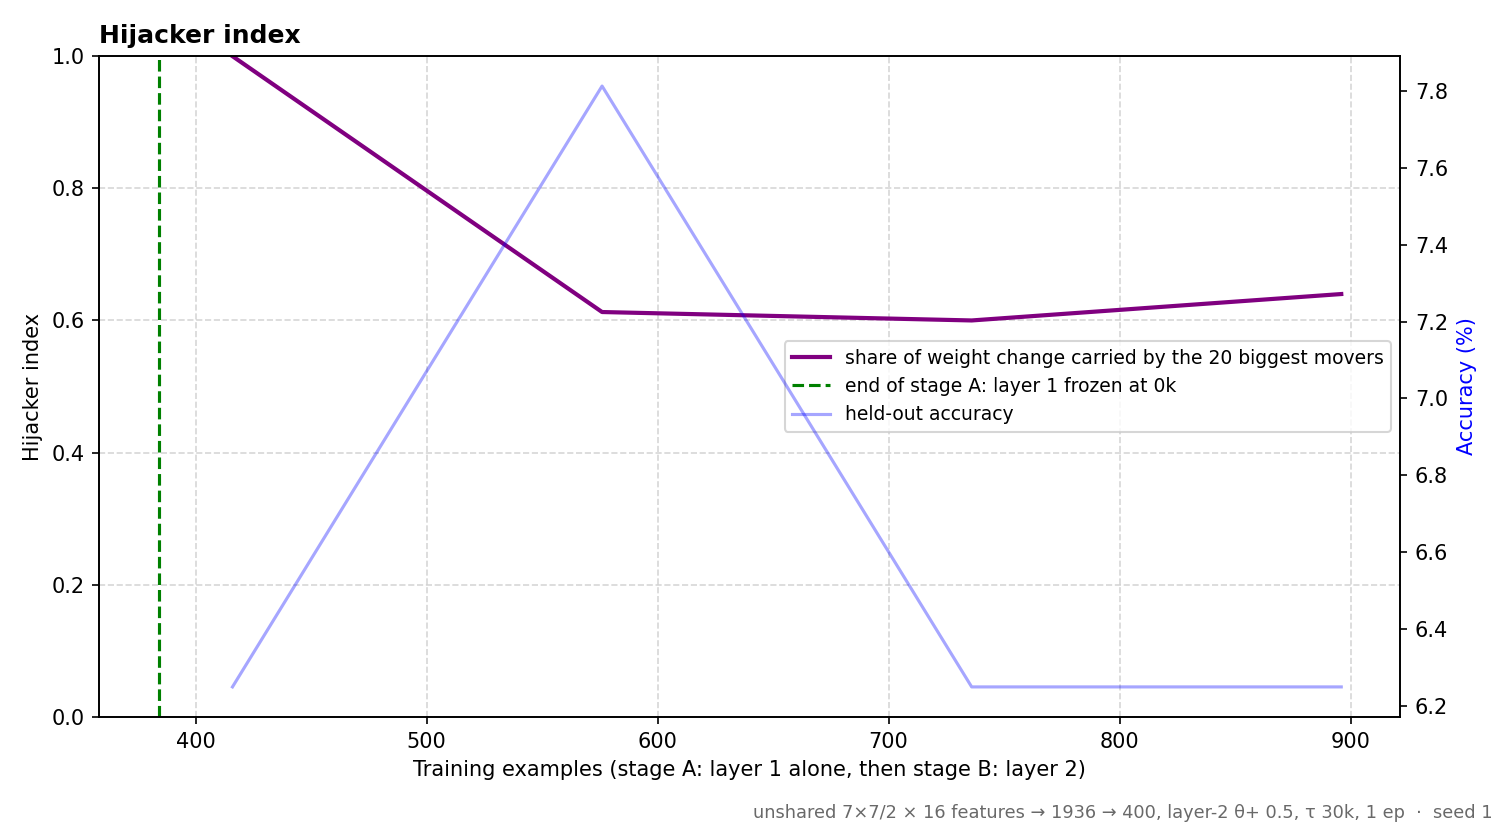 Hijacker index
1.0
0.8
0.6
0.4
0.2
0.0
Hijacker index
7.8
7.6
7.4
7.2
7.0
6.8
6.6
6.4
6.2
Accuracy (%)
share of weight change carried by the 20 biggest movers
end of stage A: layer 1 frozen at 0k
held-out accuracy
400 500 600 700 800 900
Training examples (stage A: layer 1 alone, then stage B: layer 2)
unshared 7×7/2 × 16 features → 1936 → 400, layer-2 θ+ 0.5, τ 30k, 1 ep · seed 1